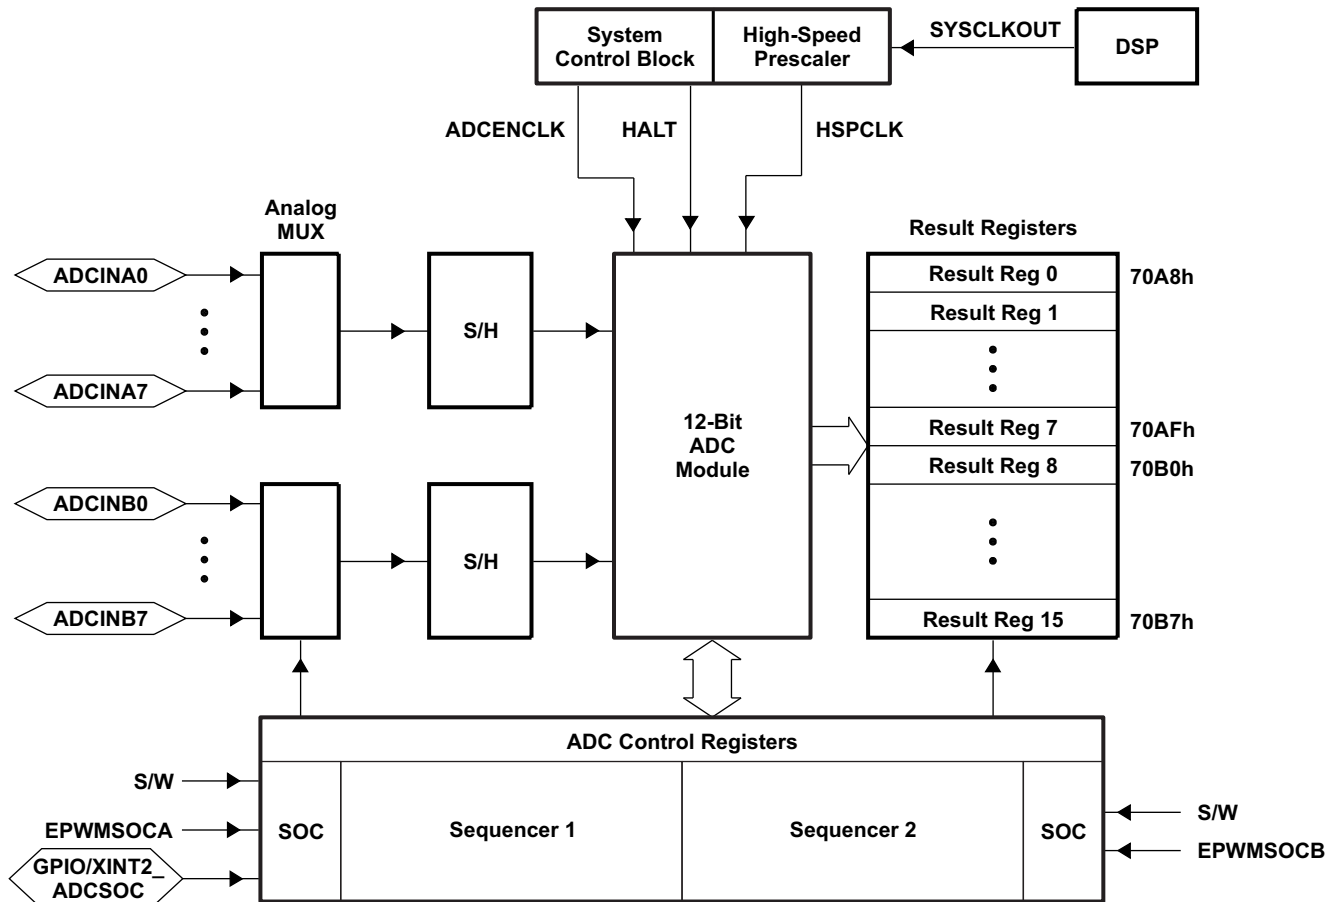 System
Control Block
High-Speed
Prescaler
SYSCLKOUT
DSP
ADCENCLK
HALT
HSPCLK
Analog
MUX
Result Registers
ADCINA0
S/H
Result Reg 0
70A8h
Result Reg 1
ADCINA7
12-Bit
ADC
Module
Result Reg 7
70AFh
Result Reg 8
70B0h
ADCINB0
S/H
ADCINB7
Result Reg 15
70B7h
ADC Control Registers
S/W
EPWMSOCA
GPIO/XINT2_
ADCSOC
SOC
Sequencer 1
Sequencer 2
SOC
S/W
EPWMSOCB